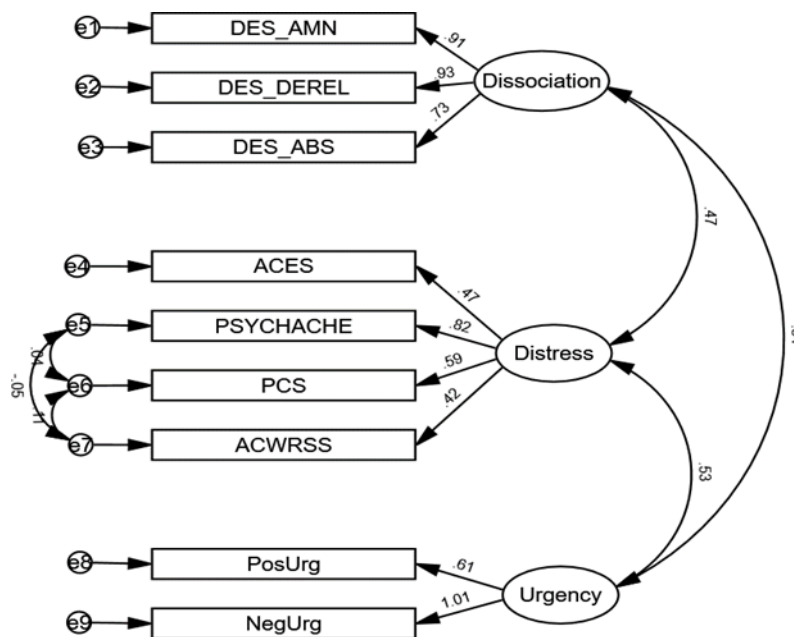 e1 DES_AMN .91
e2 DES_DEREL .93 Dissociation
e3 DES_ABS .73
.47
e4 ACES .47
e5 PSYCHACHE .82
.04
Distress
-.05 e6 PCS .59
.11
e7 ACWRSS .42
.53
e8 PosUrg .61
Urgency
e9 NegUrg 1.01